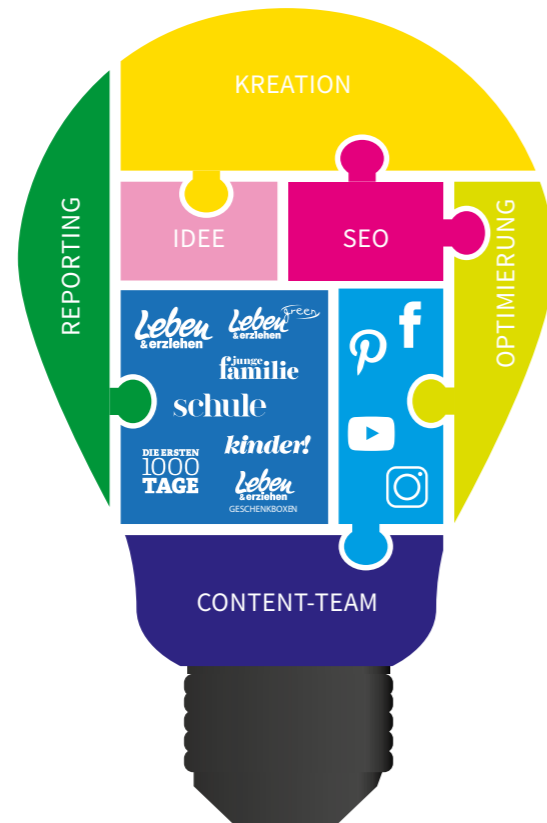 KREATION
REPORTING
IDEE
SEO
OPTIMIERUNG
Leben
& erziehen
Leben green
& erziehen
junge
familie
schule
kinder!
DIE ERSTEN
1000
TAGE
Leben
& erziehen
GESCHENKBOXEN
CONTENT-TEAM